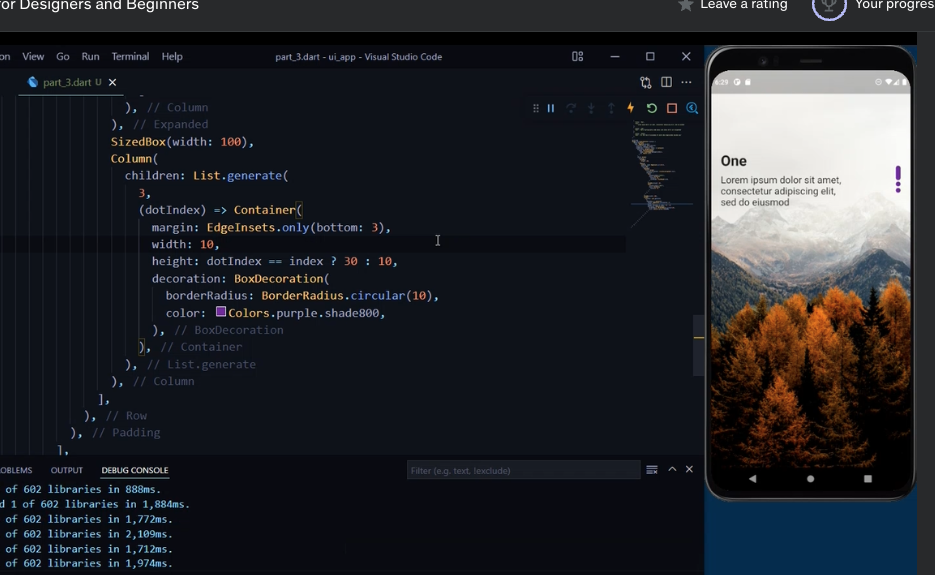 for Designers and Beginners
Leave a rating
Your progres
on View Go Run Terminal Help
part_3.dart - ui_app - Visual Studio Code
part_3.dart U
), // Column
), // Expanded
SizedBox(width: 100),
Column(
children: List.generate(
3,
(dotIndex) => Container(
margin: EdgeInsets.only(bottom: 3),
width: 10,
height: dotIndex == index ? 30 : 10,
decoration: BoxDecoration(
borderRadius: BorderRadius.circular(10),
color: Colors.purple.shade800,
), // BoxDecoration
), // Container
), // List.generate
), // Column
],
), // Row
), // Padding
],
OBLEMS OUTPUT DEBUG CONSOLE
Filter (e.g. text, !exclude)
of 602 libraries in 888ms.
d 1 of 602 libraries in 1,884ms.
of 602 libraries in 1,772ms.
of 602 libraries in 2,109ms.
of 602 libraries in 1,712ms.
of 602 libraries in 1,974ms.
6:29
One
Lorem ipsum dolor sit amet,
consectetur adipiscing elit,
sed do eiusmod